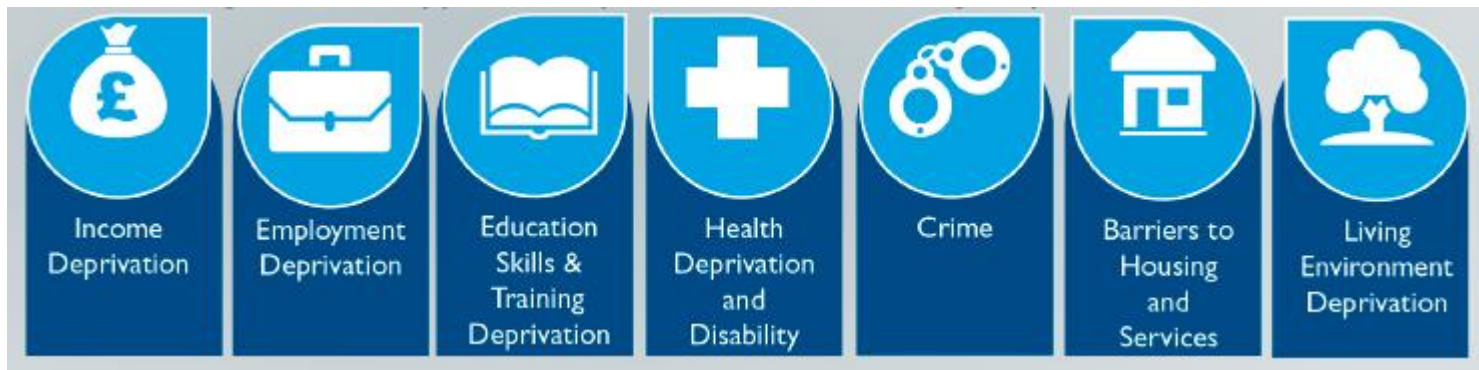 £
Income
Deprivation
Employment
Deprivation
Education
Skills &
Training
Deprivation
Health
Deprivation
and
Disability
Crime
Barriers to
Housing
and
Services
Living
Environment
Deprivation